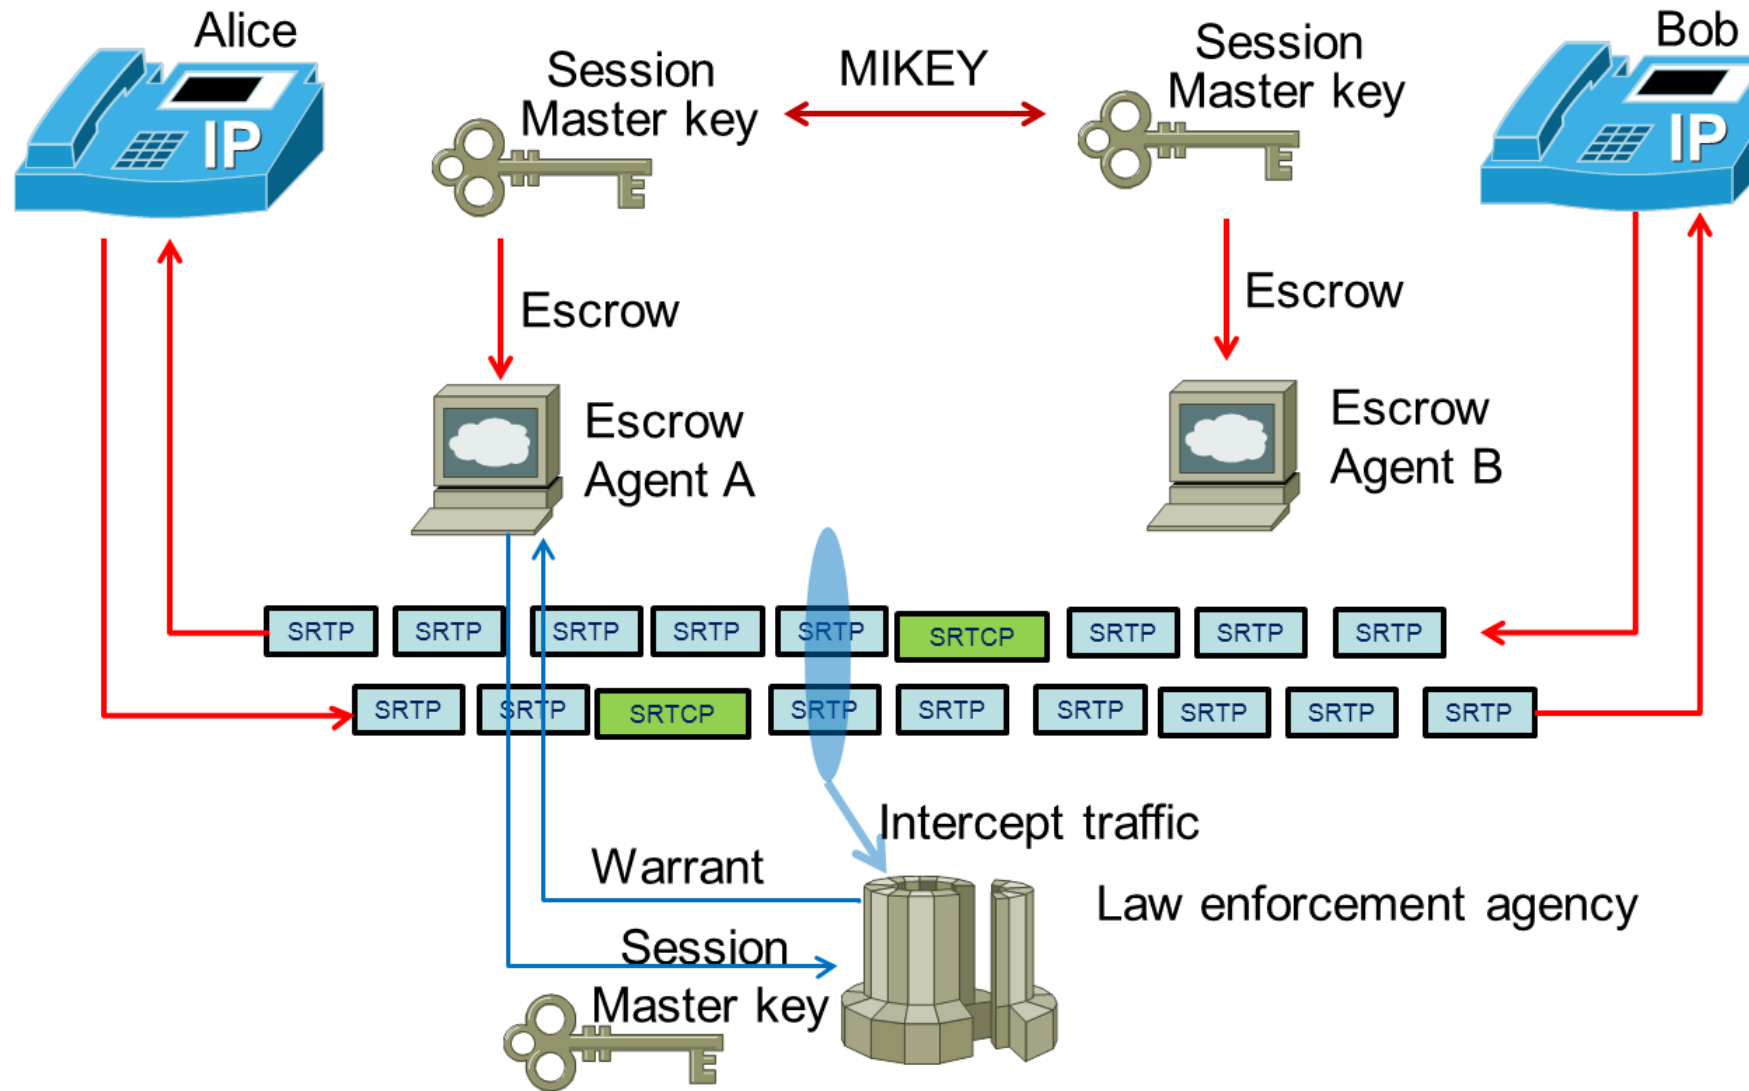 Alice
Bob
IP
IP
Session
Master key
MIKEY
Session
Master key
Escrow
Escrow
Escrow
Agent A
Escrow
Agent B
SRTP SRTP SRTP SRTP SRTP SRTCP SRTP SRTP SRTP
SRTP SRTP SRTCP SRTP SRTP SRTP SRTP SRTP SRTP
Intercept traffic
Warrant
Law enforcement agency
Session
Master key